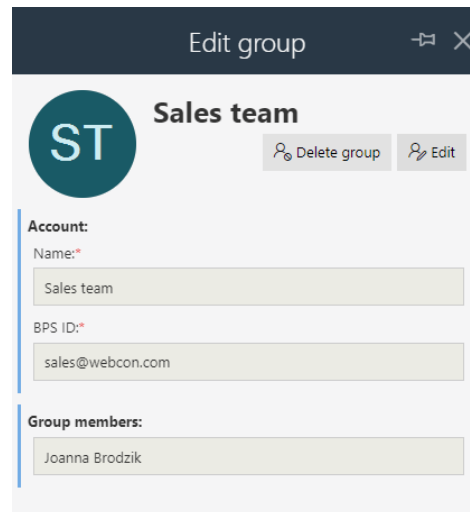 Edit group
ST
Sales team
Delete group
Edit
Account:
Name:*
Sales team
BPS ID:*
sales@webcon.com
Group members:
Joanna Brodzik